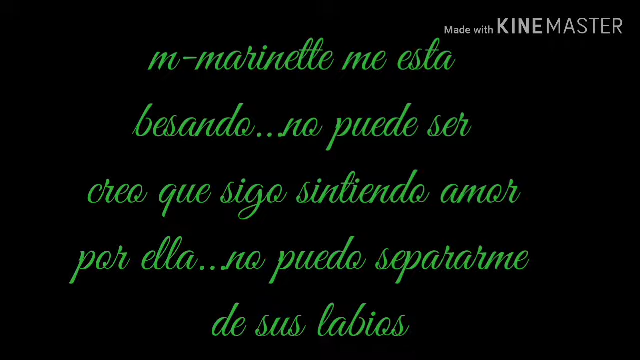 Made with KINEMASTER
m-marinette me esta
besando...no puede ser
creo que sigo sintiendo amor
por ella...no puedo separarme
de sus labios